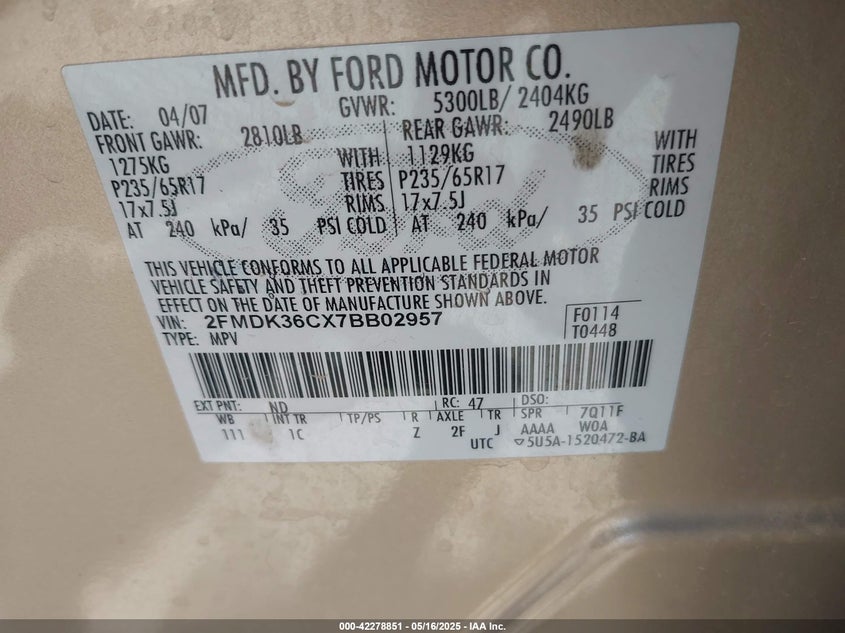 MFD. BY FORD MOTOR CO.
DATE: 04/07 GVWR: 5300LB/ 2404KG
FRONT GAWR: 2810LB REAR GAWR: 2490LB
1275KG WITH 1129KG WITH
P235/65R17 TIRES P235/65R17 TIRES
17x7.5J RIMS 17x7.5J RIMS
AT 240 kPa/ 35 PSI COLD AT 240 kPa/ 35 PSI COLD
Ford
THIS VEHICLE CONFORMS TO ALL APPLICABLE FEDERAL MOTOR
VEHICLE SAFETY AND THEFT PREVENTION STANDARDS IN
EFFECT ON THE DATE OF MANUFACTURE SHOWN ABOVE.
VIN: 2FMDK36CX7BB02957 F0114
TYPE: MPV T0448
EXT PNT: ND RC: 47 DSO:
WB INT TR TP/PS R AXLE TR SPR 7Q11F
111 1C Z 2F J AAAA WOA
UTC ▽5U5A-1520472-BA
000-42278851 - 05/16/2025 - IAA Inc.